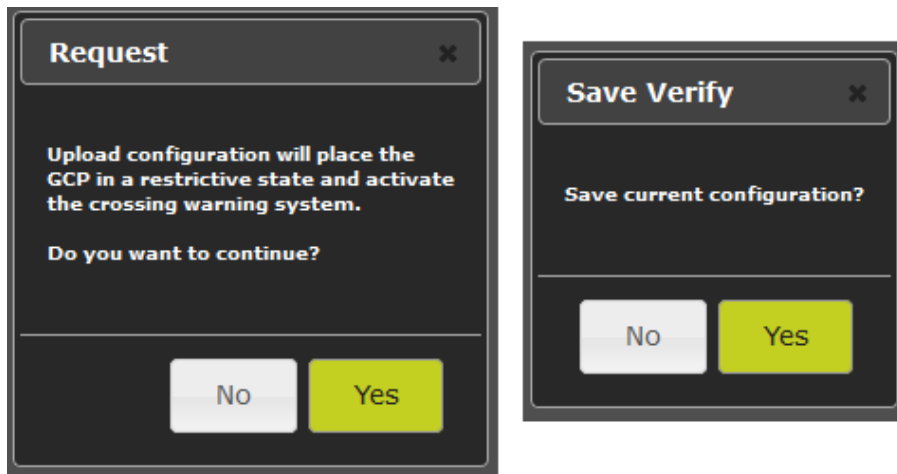 Request
Upload configuration will place the
GCP in a restrictive state and activate
the crossing warning system.
Do you want to continue?
No
Yes
Save Verify
Save current configuration?
No
Yes